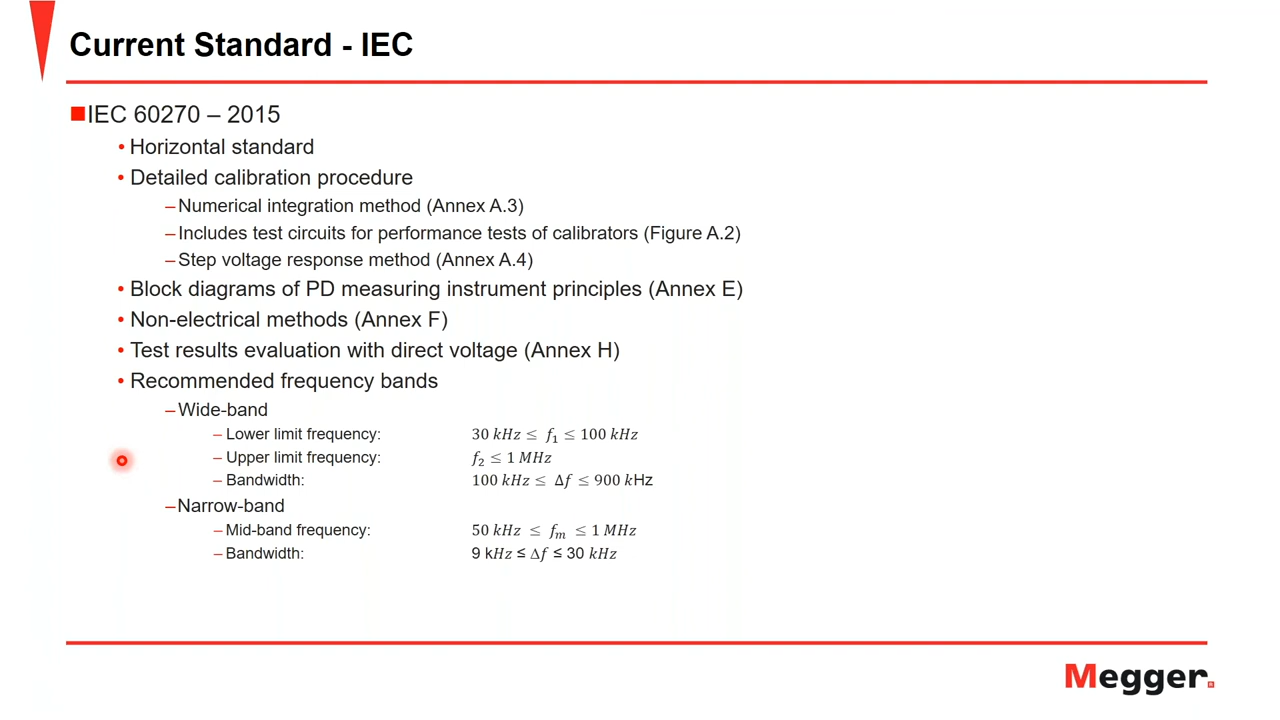 Current Standard - IEC
IEC 60270 – 2015
• Horizontal standard
• Detailed calibration procedure
– Numerical integration method (Annex A.3)
– Includes test circuits for performance tests of calibrators (Figure A.2)
– Step voltage response method (Annex A.4)
• Block diagrams of PD measuring instrument principles (Annex E)
• Non-electrical methods (Annex F)
• Test results evaluation with direct voltage (Annex H)
• Recommended frequency bands
– Wide-band
– Lower limit frequency: 30 kHz ≤ f₁ ≤ 100 kHz
– Upper limit frequency: f₂ ≤ 1 MHz
– Bandwidth: 100 kHz ≤ Δf ≤ 900 kHz
– Narrow-band
– Mid-band frequency: 50 kHz ≤ fₘ ≤ 1 MHz
– Bandwidth: 9 kHz ≤ Δf ≤ 30 kHz
Megger.